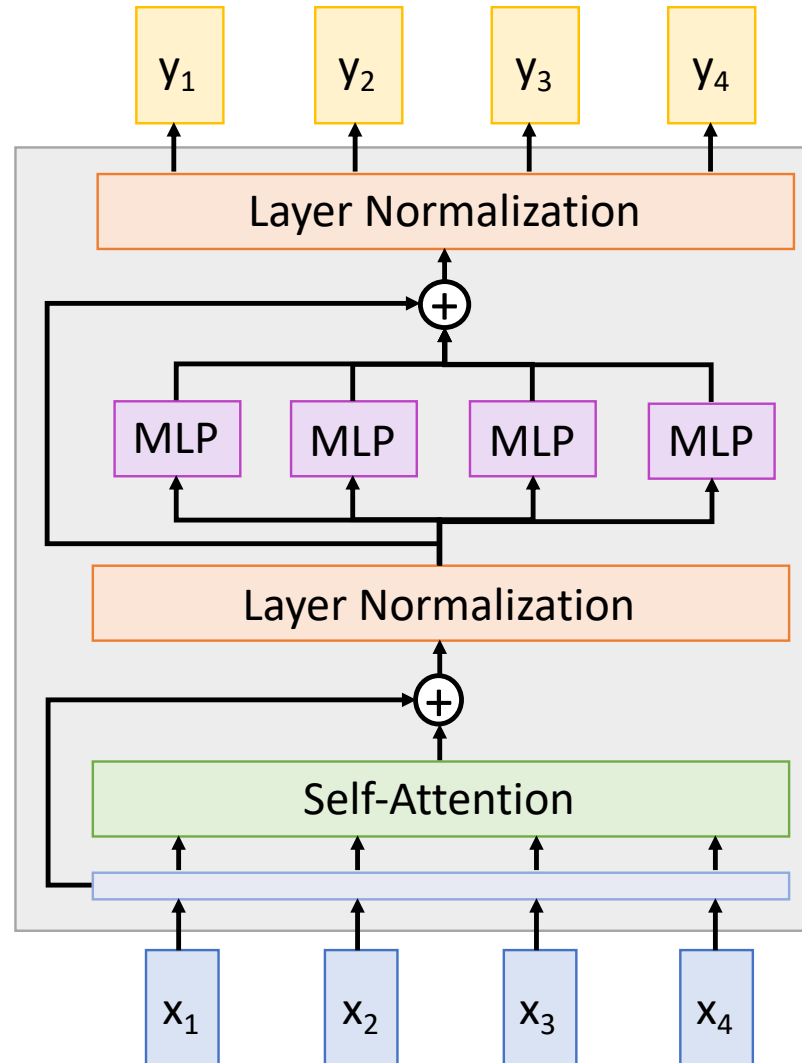 y₁ y₂ y₃ y₄
Layer Normalization
+
MLP MLP MLP MLP
Layer Normalization
+
Self-Attention
x₁ x₂ x₃ x₄